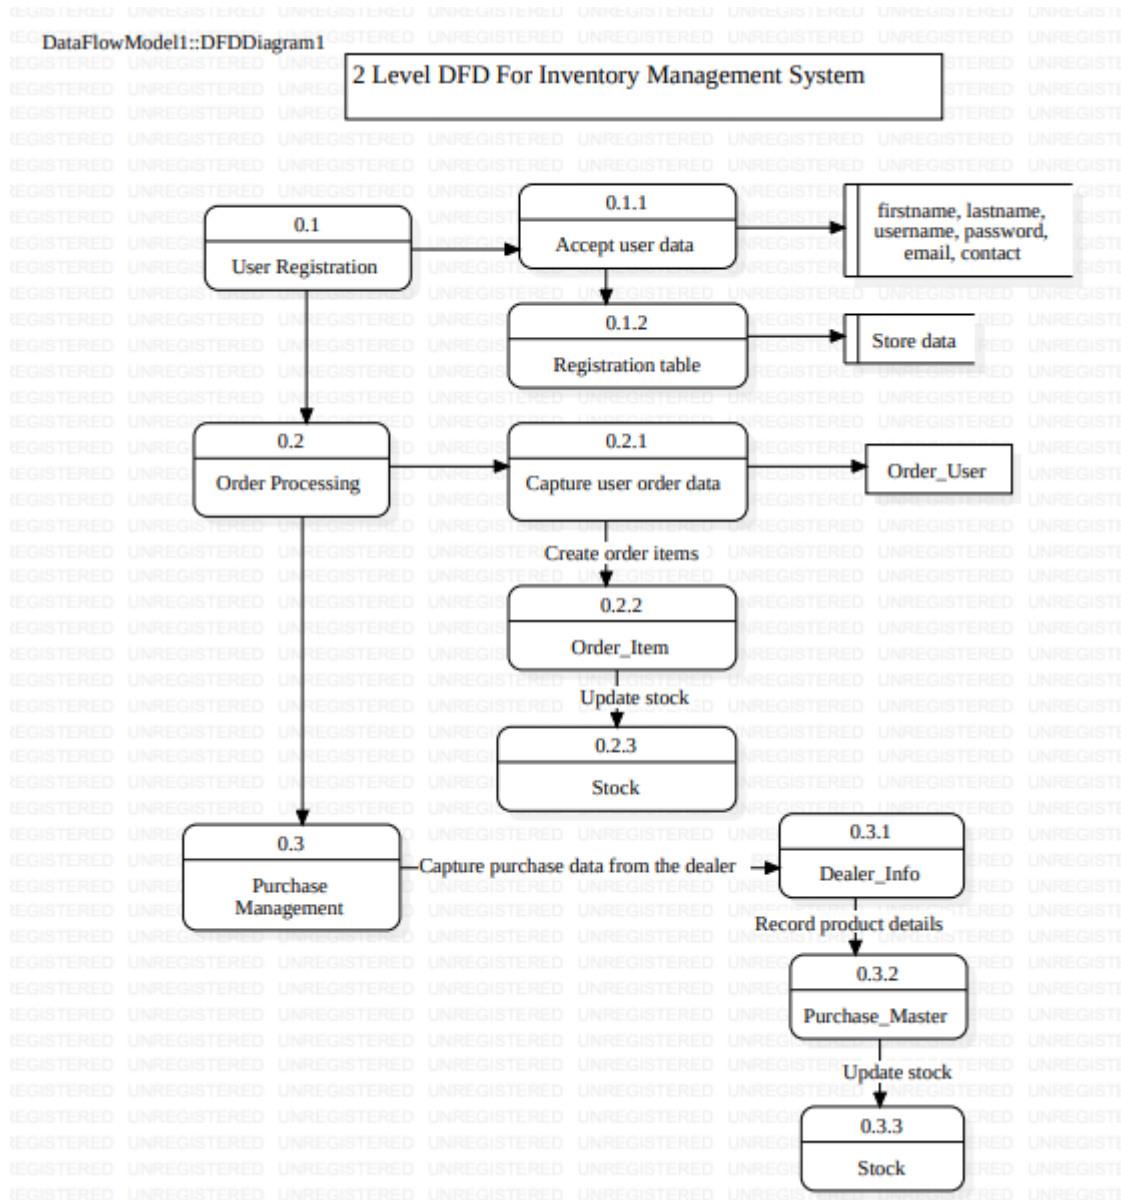 DataFlowModel1::DFDDiagram1
2 Level DFD For Inventory Management System
0.1
User Registration
0.1.1
Accept user data
firstname, lastname,
username, password,
email, contact
0.1.2
Registration table
Store data
0.2
Order Processing
0.2.1
Capture user order data
Order_User
Create order items
0.2.2
Order_Item
Update stock
0.2.3
Stock
0.3
Purchase
Management
Capture purchase data from the dealer
0.3.1
Dealer_Info
Record product details
0.3.2
Purchase_Master
Update stock
0.3.3
Stock
UNREGISTERED